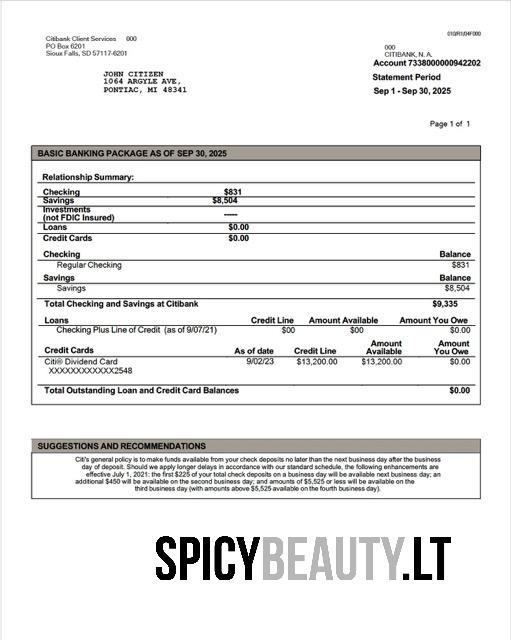 010/R1/04F000
Citibank Client Services 000
PO Box 6201
Sioux Falls, SD 57117-6201
000
CITIBANK, N. A.
Account 7338000000942202
Statement Period
Sep 1 - Sep 30, 2025
JOHN CITIZEN
1064 ARGYLE AVE,
PONTIAC, MI 48341
Page 1 of 1
BASIC BANKING PACKAGE AS OF SEP 30, 2025
Relationship Summary:
Checking $831
Savings $8,504
Investments
(not FDIC Insured) -----
Loans $0.00
Credit Cards $0.00
Checking Balance
Regular Checking $831
Savings Balance
Savings $8,504
Total Checking and Savings at Citibank $9,335
Loans Credit Line Amount Available Amount You Owe
Checking Plus Line of Credit (as of 9/07/21) $00 $00 $0.00
Credit Cards As of date Credit Line Amount Available Amount You Owe
Citi® Dividend Card 9/02/23 $13,200.00 $13,200.00 $0.00
XXXXXXXXXXXX2548
Total Outstanding Loan and Credit Card Balances $0.00
SUGGESTIONS AND RECOMMENDATIONS
Citi's general policy is to make funds available from your check deposits no later than the next business day after the business
day of deposit. Should we apply longer delays in accordance with our standard schedule, the following enhancements are
effective July 1, 2021: the first $225 of your total check deposits on a business day will be available next business day; an
additional $450 will be available on the second business day; and amounts of $5,525 or less will be available on the
third business day (with amounts above $5,525 available on the fourth business day).
SPICYBEAUTY.LT